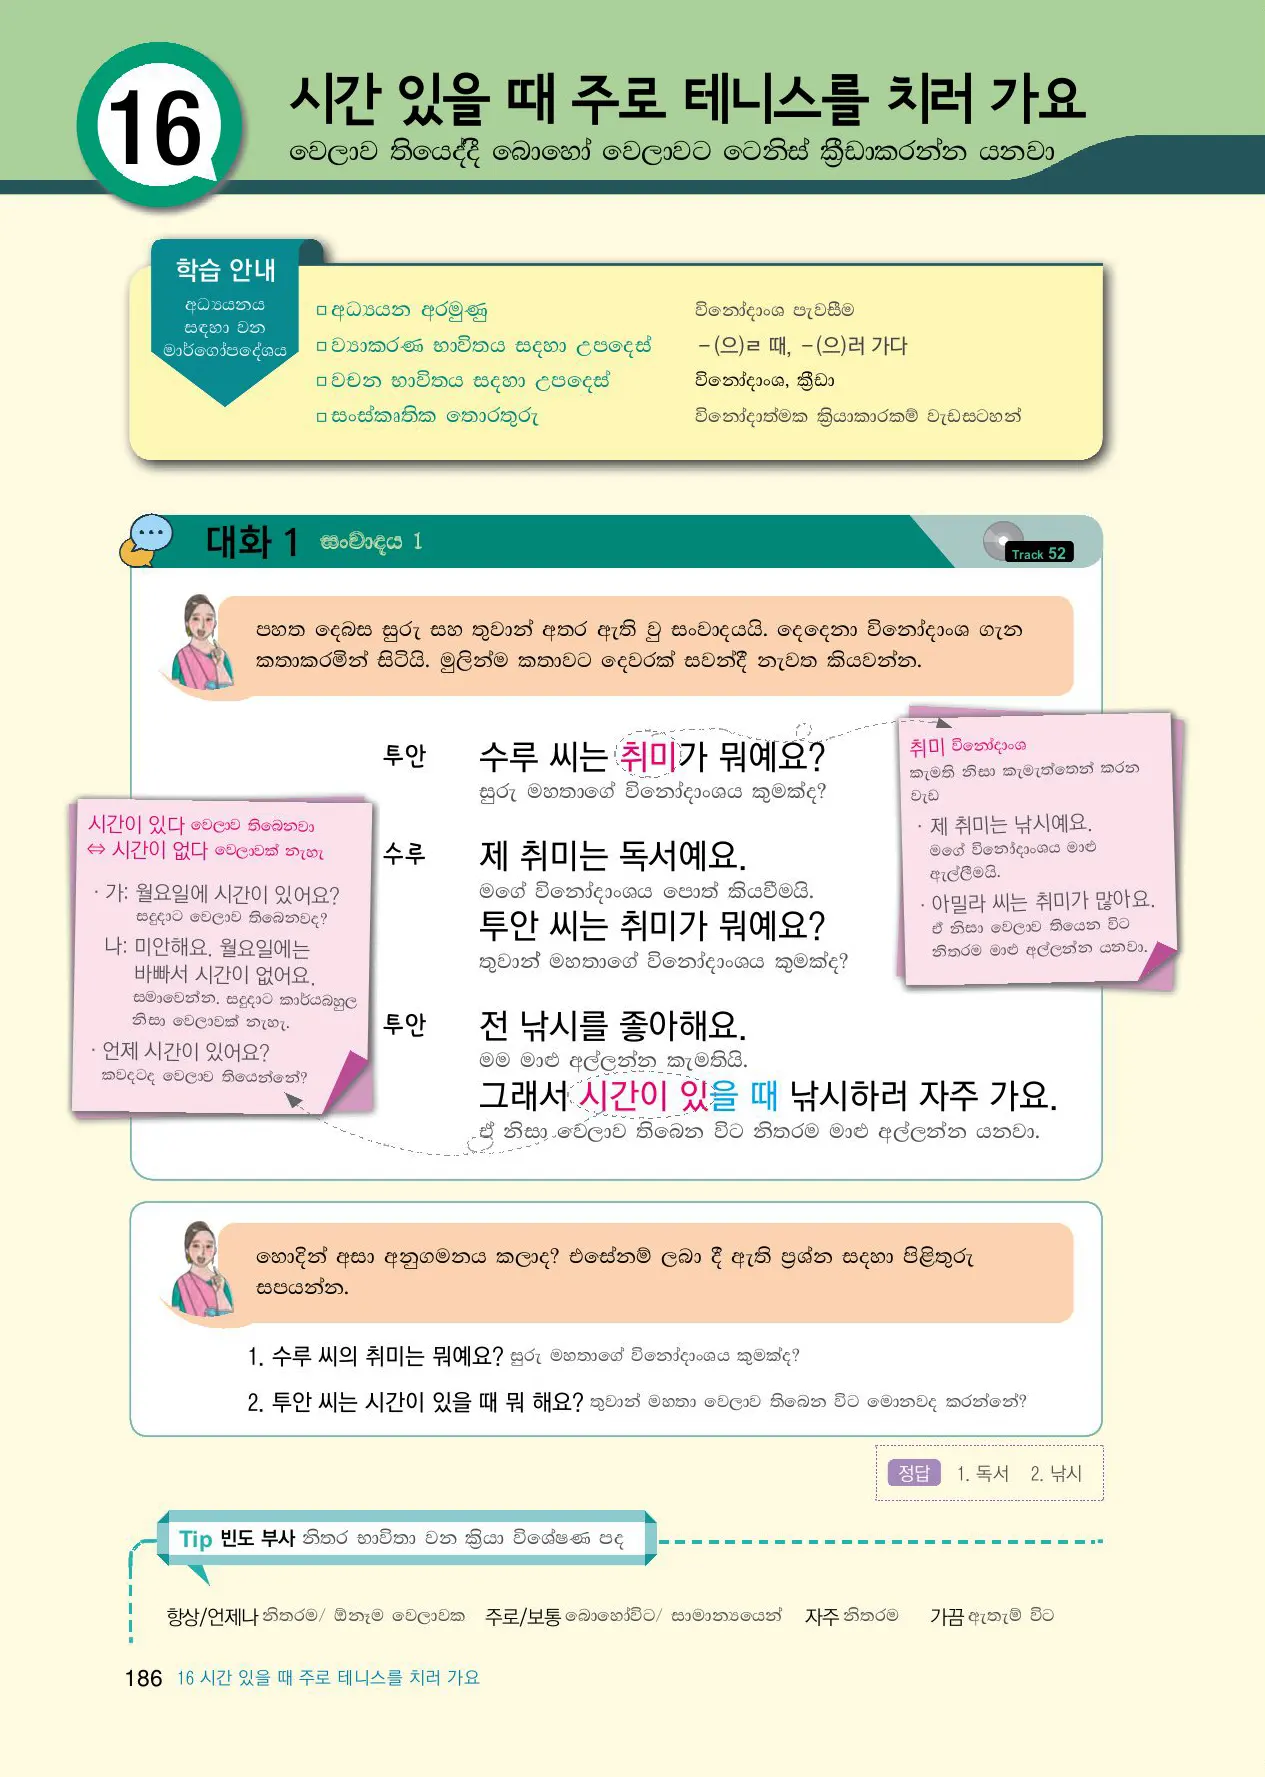 16
시간 있을 때 주로 테니스를 치러 가요
වෙලාව තියෙද්දී බොහෝ වෙලාවට ටෙනිස් ක්‍රීඩාකරන්න යනවා
학습 안내
අධ්‍යයනය
සඳහා වන
මාර්ගෝපදේශය
□ අධ්‍යයන අරමුණු විනෝදාංශ පැවසීම
□ ව්‍යාකරණ භාවිතය සඳහා උපදෙස් –(으)ㄹ 때, –(으)러 가다
□ වචන භාවිතය සඳහා උපදෙස් විනෝදාංශ, ක්‍රීඩා
□ සංස්කෘතික තොරතුරු විනෝදාත්මක ක්‍රියාකාරකම් වැඩසටහන්
대화 1 සංවාදය 1
Track 52
පහත දෙබස සුරු සහ තුවාන් අතර ඇති වු සංවාදයයි. දෙදෙනා විනෝදාංශ ගැන
කතාකරමින් සිටියි. මුලින්ම කතාවට දෙවරක් සවන්දී නැවත කියවන්න.
투안 수루 씨는 취미가 뭐예요?
සුරු මහතාගේ විනෝදාංශය කුමක්ද?
수루 제 취미는 독서예요.
මගේ විනෝදාංශය පොත් කියවීමයි.
투안 씨는 취미가 뭐예요?
තුවාන් මහතාගේ විනෝදාංශය කුමක්ද?
투안 전 낚시를 좋아해요.
මම මාළු අල්ලන්න කැමතියි.
그래서 시간이 있을 때 낚시하러 자주 가요.
ඒ නිසා වෙලාව තිබෙන විට නිතරම මාළු අල්ලන්න යනවා.
취미 විනෝදාංශ
කැමති නිසා කැමැත්තෙන් කරන
වැඩ
· 제 취미는 낚시예요.
මගේ විනෝදාංශය මාළු
ඇල්ලීමයි.
· 아밀라 씨는 취미가 많아요.
ඒ නිසා වෙලාව තියෙන විට
නිතරම මාළු අල්ලන්න යනවා.
시간이 있다 වෙලාව තිබෙනවා
⇔ 시간이 없다 වෙලාවක් නැහැ
· 가: 월요일에 시간이 있어요?
සඳුදාට වෙලාව තිබෙනවද?
나: 미안해요. 월요일에는
바빠서 시간이 없어요.
සමාවෙන්න. සඳුදාට කාර්යබහුල
නිසා වෙලාවක් නැහැ.
· 언제 시간이 있어요?
කවදටද වෙලාව තියෙන්නේ?
හොඳින් අසා අනුගමනය කලාද? එසේනම් ලබා දී ඇති ප්‍රශ්න සඳහා පිළිතුරු
සපයන්න.
1. 수루 씨의 취미는 뭐예요? සුරු මහතාගේ විනෝදාංශය කුමක්ද?
2. 투안 씨는 시간이 있을 때 뭐 해요? තුවාන් මහතා වෙලාව තිබෙන විට මොනවද කරන්නේ?
정답 1. 독서 2. 낚시
Tip 빈도 부사 නිතර භාවිතා වන ක්‍රියා විශේෂණ පද
항상/언제나 නිතරම/ ඕනෑම වෙලාවක 주로/보통 බොහෝවිට/ සාමාන්‍යයෙන් 자주 නිතරම 가끔 ඇතැම් විට
186 16 시간 있을 때 주로 테니스를 치러 가요